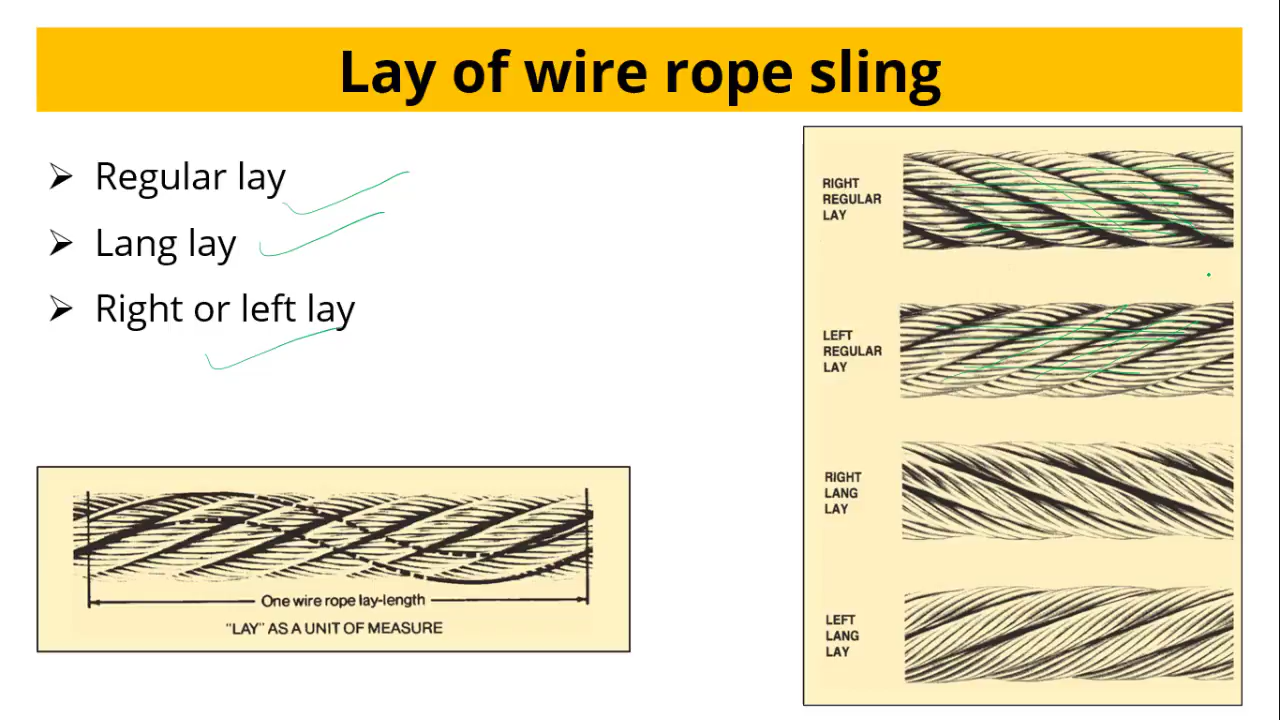 Lay of wire rope sling
Regular lay
Lang lay
Right or left lay
One wire rope lay-length
"LAY" AS A UNIT OF MEASURE
RIGHT
REGULAR
LAY
LEFT
REGULAR
LAY
RIGHT
LANG
LAY
LEFT
LANG
LAY